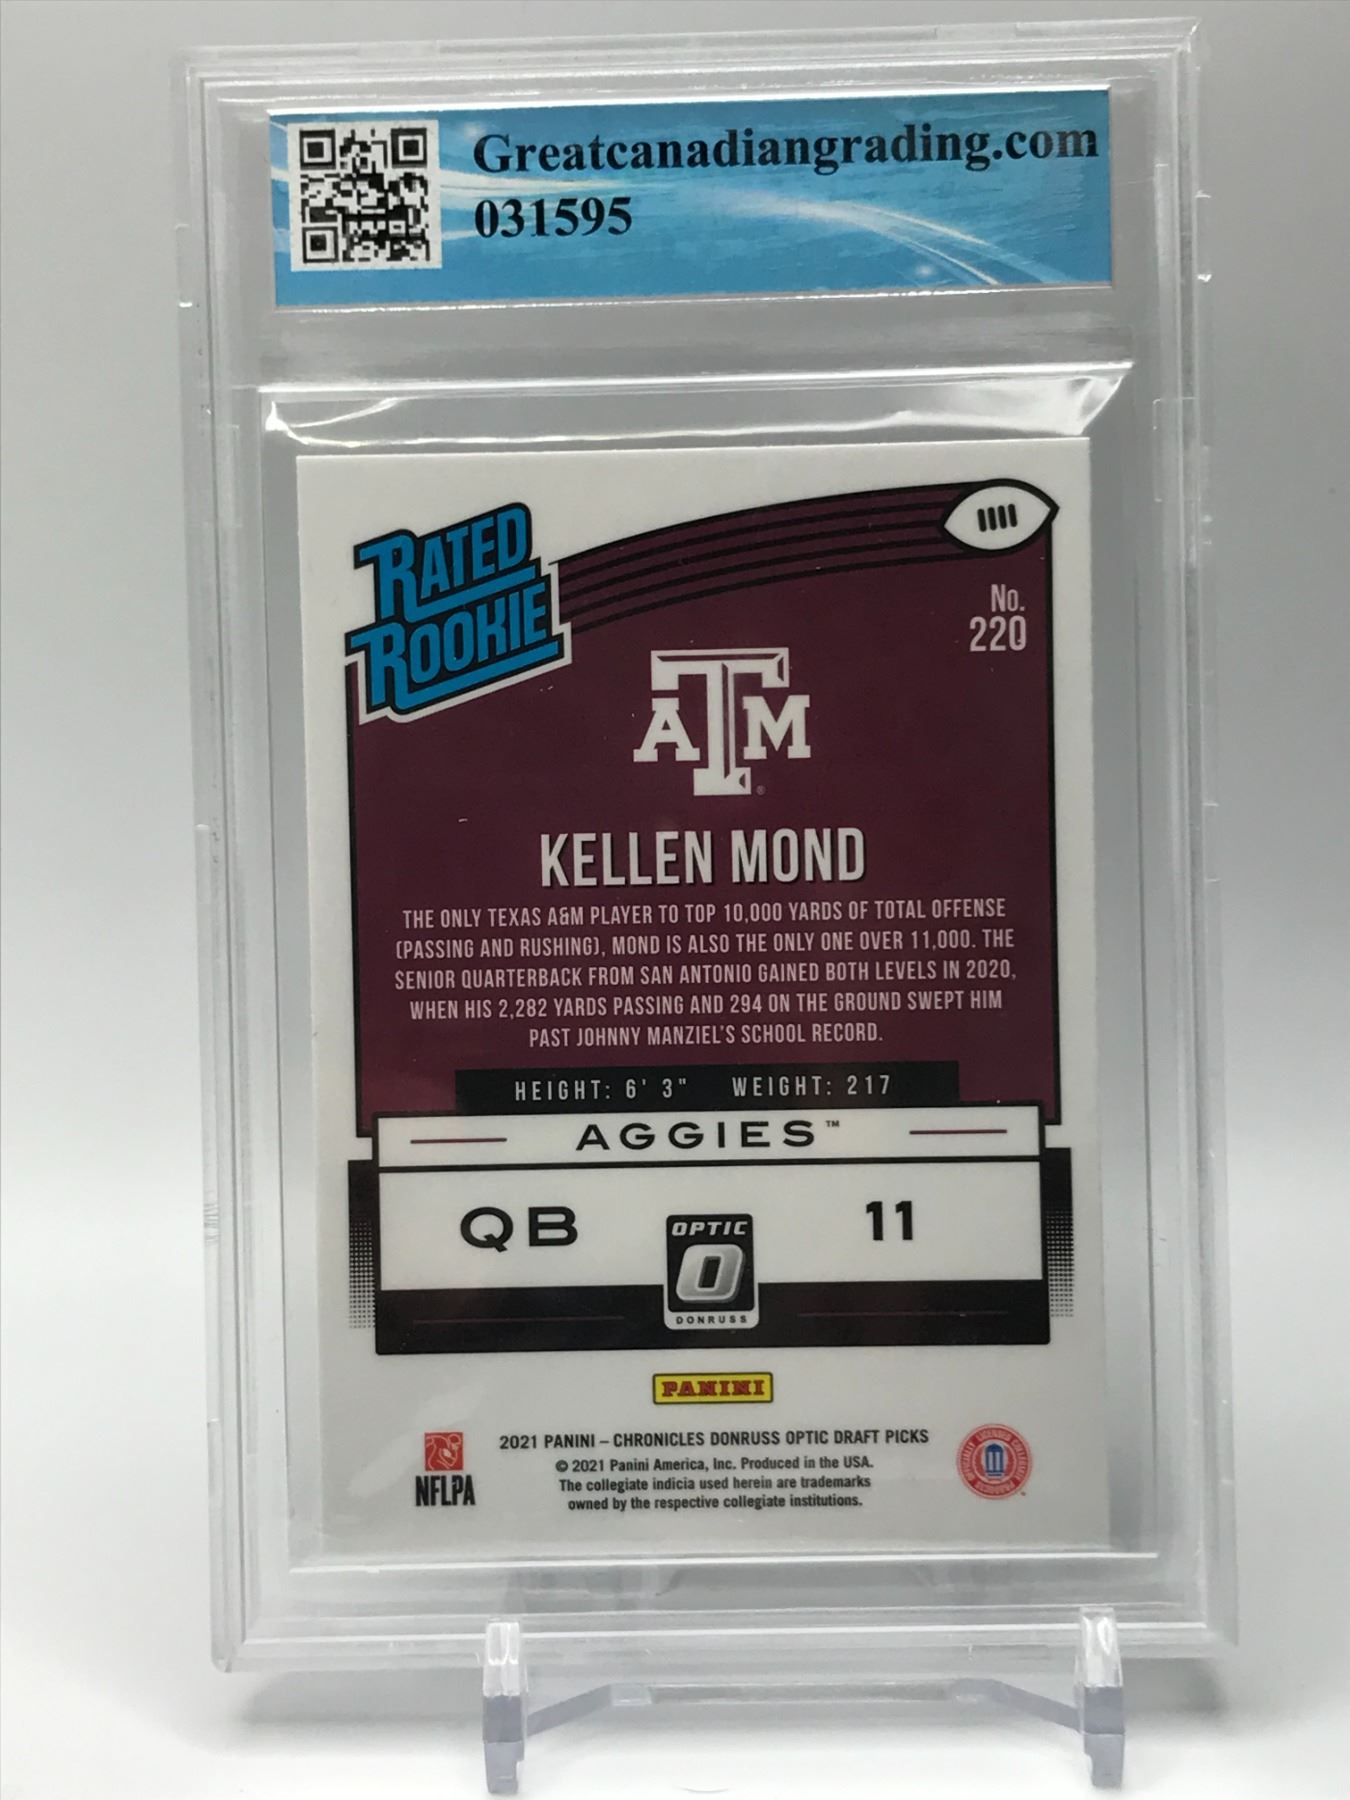 Greatcanadiangrading.com
031595
RATED
ROOKIE
No.
220
ATM
®
KELLEN MOND
THE ONLY TEXAS A&M PLAYER TO TOP 10,000 YARDS OF TOTAL OFFENSE
(PASSING AND RUSHING), MOND IS ALSO THE ONLY ONE OVER 11,000. THE
SENIOR QUARTERBACK FROM SAN ANTONIO GAINED BOTH LEVELS IN 2020,
WHEN HIS 2,282 YARDS PASSING AND 294 ON THE GROUND SWEPT HIM
PAST JOHNNY MANZIEL'S SCHOOL RECORD.
HEIGHT: 6' 3" WEIGHT: 217
AGGIES™
QB 11
OPTIC
O
DONRUSS
PANINI
NFLPA
2021 PANINI – CHRONICLES DONRUSS OPTIC DRAFT PICKS
© 2021 Panini America, Inc. Produced in the USA.
The collegiate indicia used herein are trademarks
owned by the respective collegiate institutions.
OFFICIALLY LICENSED COLLEGIATE PRODUCTS